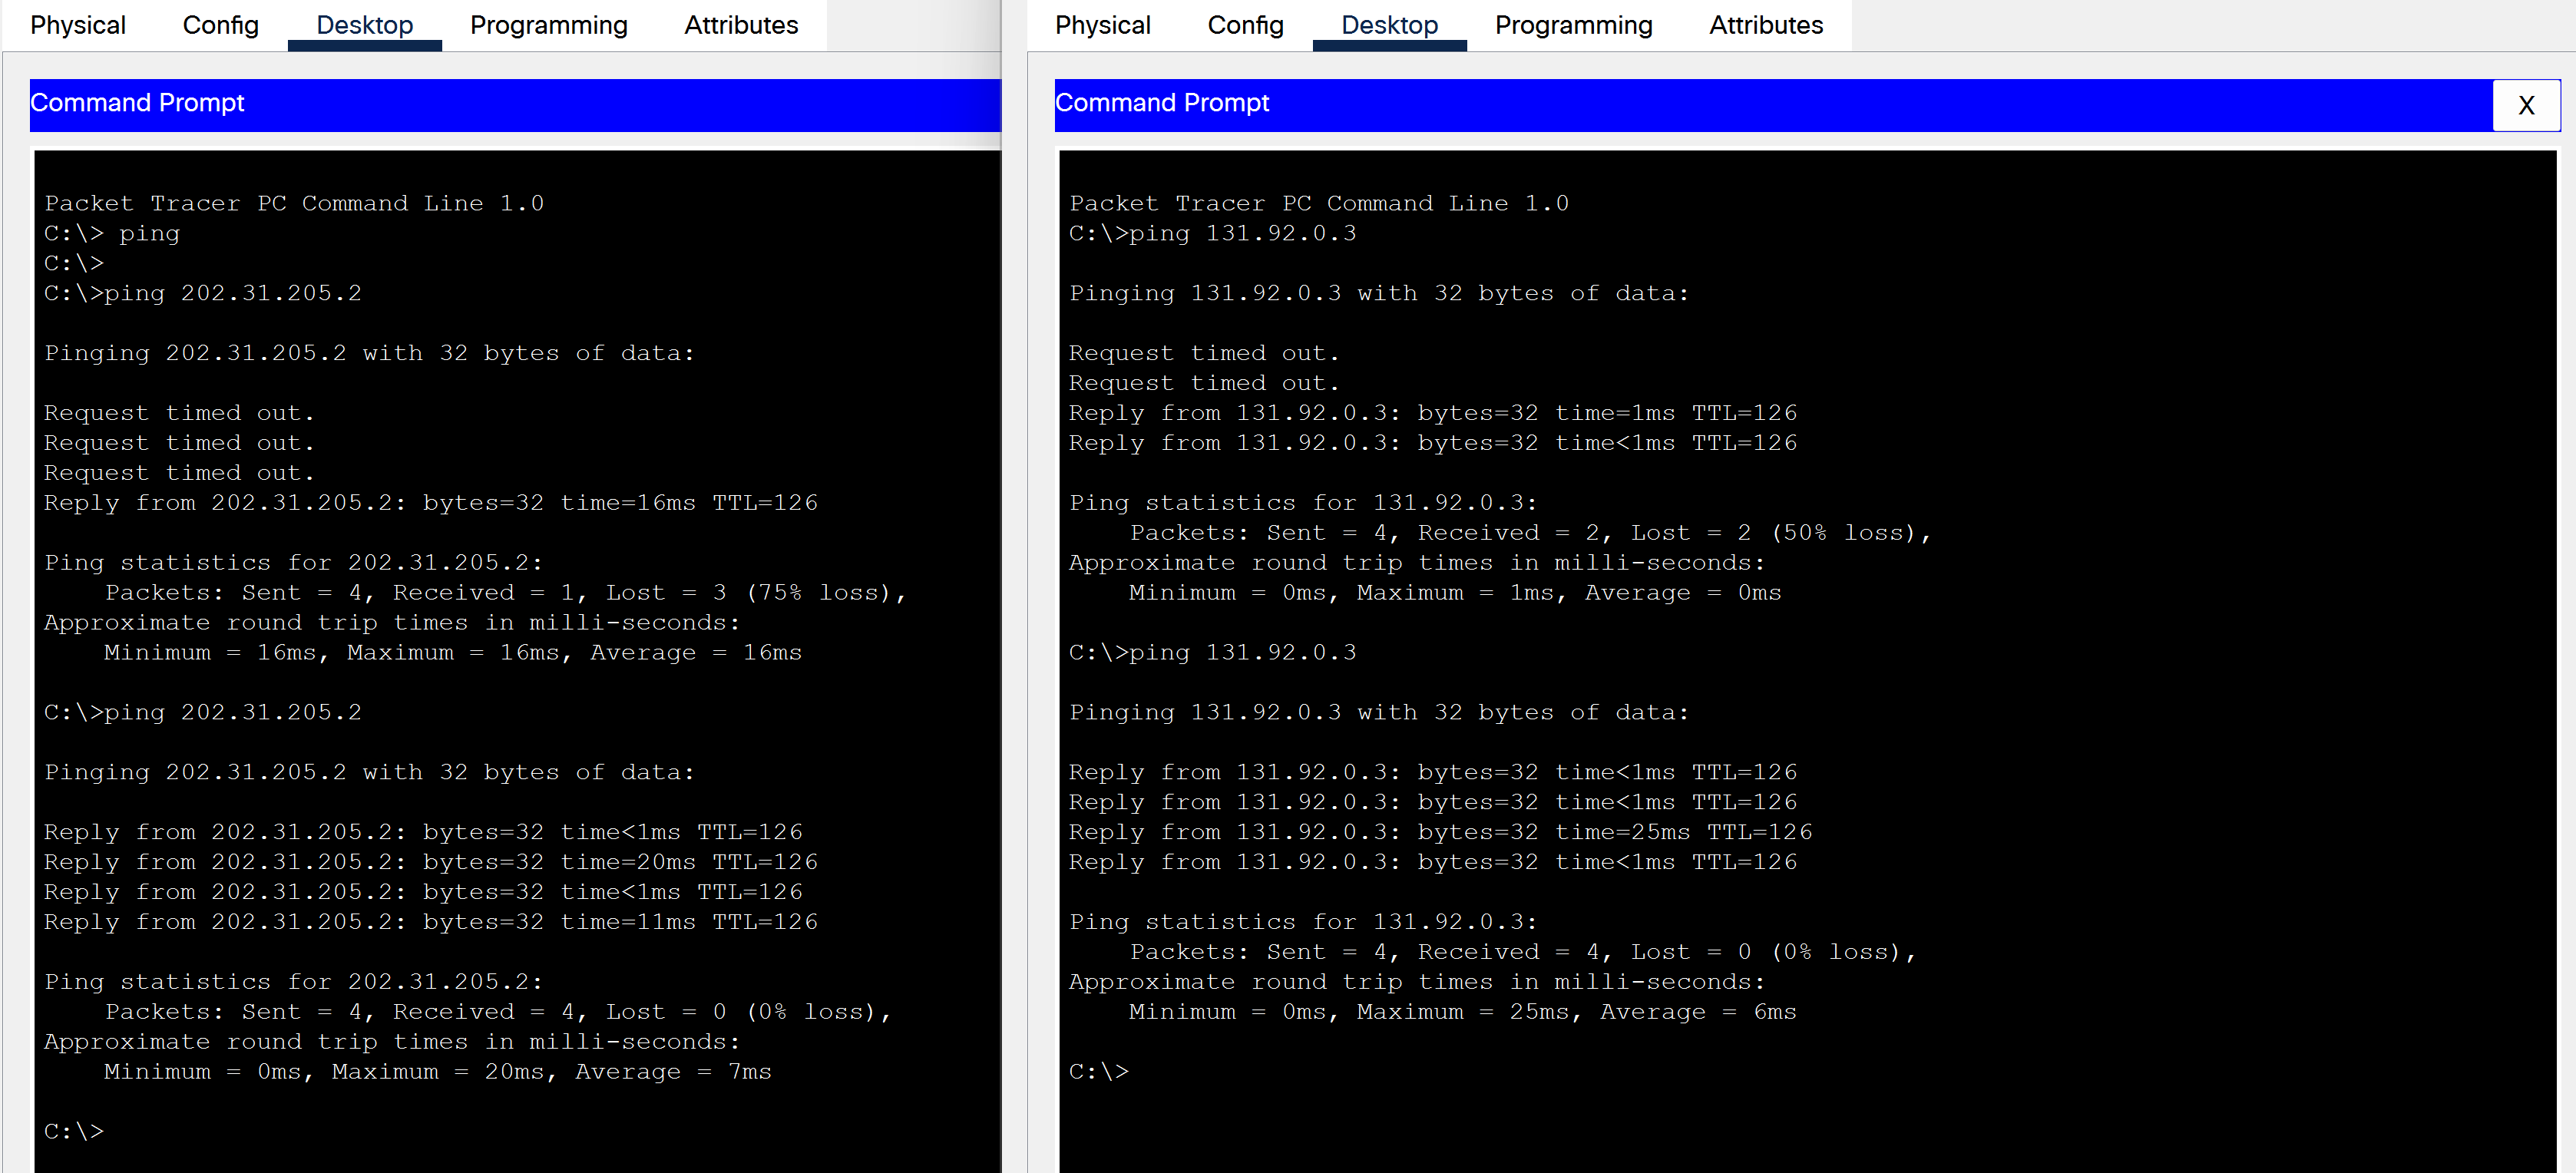 Physical Config Desktop Programming Attributes
Command Prompt
Packet Tracer PC Command Line 1.0
C:\> ping
C:\>
C:\>ping 202.31.205.2
Pinging 202.31.205.2 with 32 bytes of data:
Request timed out.
Request timed out.
Request timed out.
Reply from 202.31.205.2: bytes=32 time=16ms TTL=126
Ping statistics for 202.31.205.2:
Packets: Sent = 4, Received = 1, Lost = 3 (75% loss),
Approximate round trip times in milli-seconds:
Minimum = 16ms, Maximum = 16ms, Average = 16ms
C:\>ping 202.31.205.2
Pinging 202.31.205.2 with 32 bytes of data:
Reply from 202.31.205.2: bytes=32 time<1ms TTL=126
Reply from 202.31.205.2: bytes=32 time=20ms TTL=126
Reply from 202.31.205.2: bytes=32 time<1ms TTL=126
Reply from 202.31.205.2: bytes=32 time=11ms TTL=126
Ping statistics for 202.31.205.2:
Packets: Sent = 4, Received = 4, Lost = 0 (0% loss),
Approximate round trip times in milli-seconds:
Minimum = 0ms, Maximum = 20ms, Average = 7ms
C:\>
Physical Config Desktop Programming Attributes
Command Prompt X
Packet Tracer PC Command Line 1.0
C:\>ping 131.92.0.3
Pinging 131.92.0.3 with 32 bytes of data:
Request timed out.
Request timed out.
Reply from 131.92.0.3: bytes=32 time=1ms TTL=126
Reply from 131.92.0.3: bytes=32 time<1ms TTL=126
Ping statistics for 131.92.0.3:
Packets: Sent = 4, Received = 2, Lost = 2 (50% loss),
Approximate round trip times in milli-seconds:
Minimum = 0ms, Maximum = 1ms, Average = 0ms
C:\>ping 131.92.0.3
Pinging 131.92.0.3 with 32 bytes of data:
Reply from 131.92.0.3: bytes=32 time<1ms TTL=126
Reply from 131.92.0.3: bytes=32 time<1ms TTL=126
Reply from 131.92.0.3: bytes=32 time=25ms TTL=126
Reply from 131.92.0.3: bytes=32 time<1ms TTL=126
Ping statistics for 131.92.0.3:
Packets: Sent = 4, Received = 4, Lost = 0 (0% loss),
Approximate round trip times in milli-seconds:
Minimum = 0ms, Maximum = 25ms, Average = 6ms
C:\>